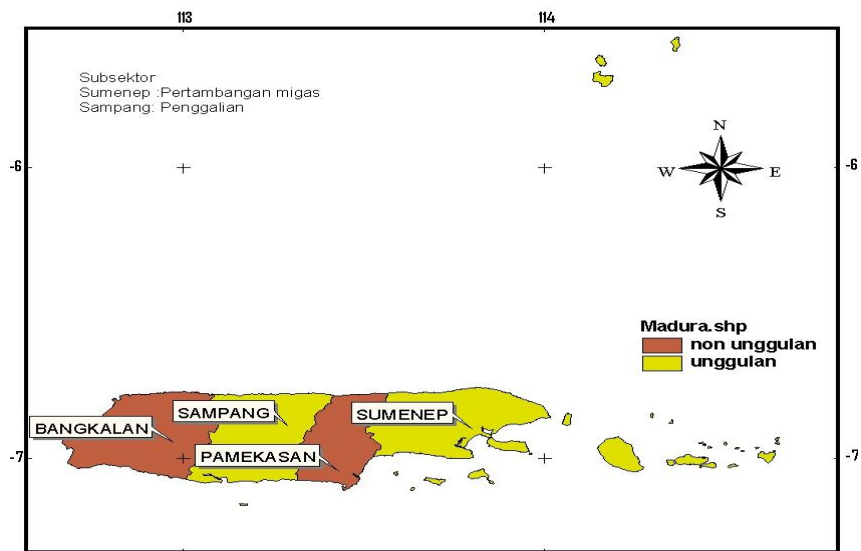 113 114
Subsektor
Sumenep :Pertambangan migas
Sampang: Penggalian
N
-6 W E -6
S
Madura.shp
non unggulan
unggulan
SAMPANG SUMENEP
BANGKALAN
PAMEKASAN
-7 -7